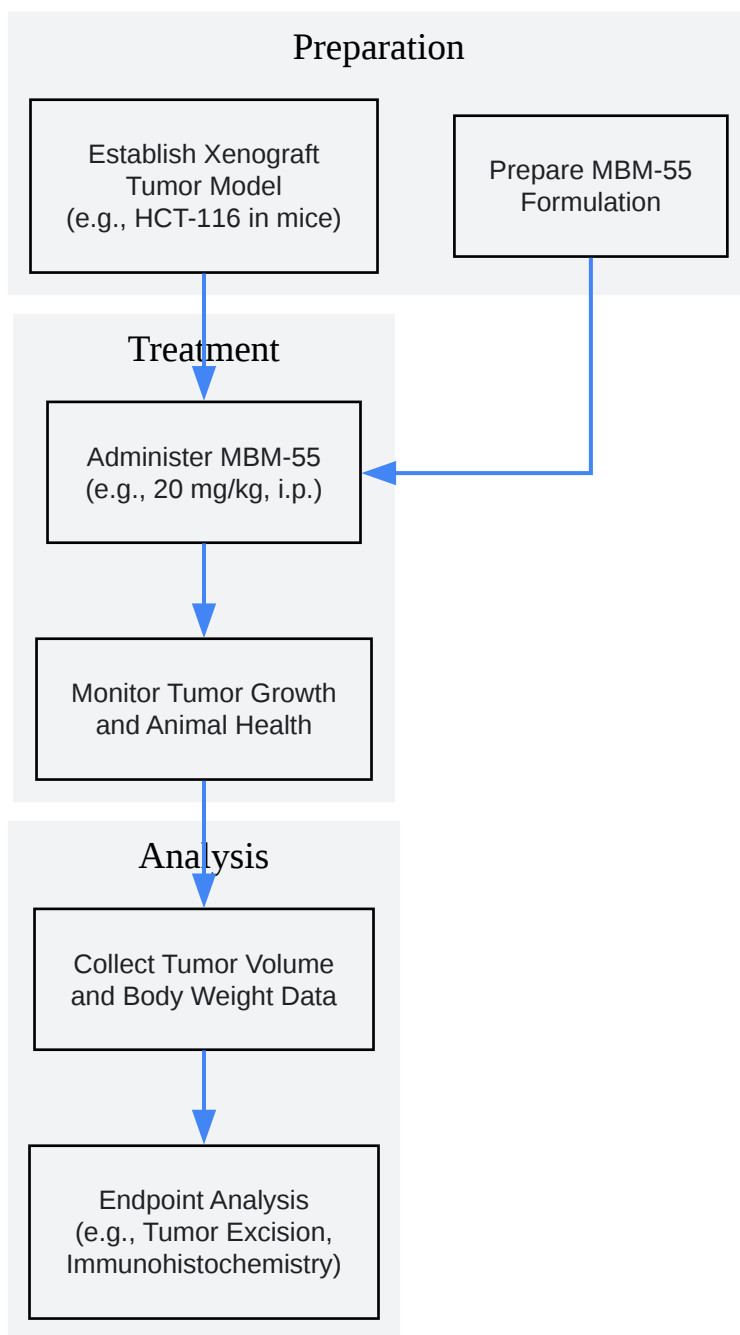 Preparation
Establish Xenograft
Tumor Model
(e.g., HCT-116 in mice)
Prepare MBM-55
Formulation
Treatment
Administer MBM-55
(e.g., 20 mg/kg, i.p.)
Monitor Tumor Growth
and Animal Health
Analysis
Collect Tumor Volume
and Body Weight Data
Endpoint Analysis
(e.g., Tumor Excision,
Immunohistochemistry)